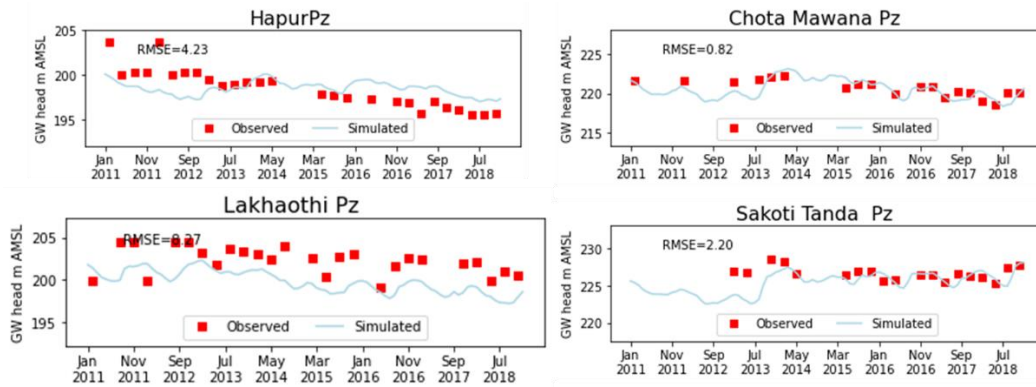 HapurPz
GW head m AMSL
205
200
195
RMSE=4.23
Observed
Simulated
Jan 2011
Nov 2011
Sep 2012
Jul 2013
May 2014
Mar 2015
Jan 2016
Nov 2016
Sep 2017
Jul 2018
Chota Mawana Pz
GW head m AMSL
225
220
215
RMSE=0.82
Observed
Simulated
Jan 2011
Nov 2011
Sep 2012
Jul 2013
May 2014
Mar 2015
Jan 2016
Nov 2016
Sep 2017
Jul 2018
Lakhaothi Pz
GW head m AMSL
205
200
195
RMSE=8.27
Observed
Simulated
Jan 2011
Nov 2011
Sep 2012
Jul 2013
May 2014
Mar 2015
Jan 2016
Nov 2016
Sep 2017
Jul 2018
Sakoti Tanda Pz
GW head m AMSL
230
225
220
RMSE=2.20
Observed
Simulated
Jan 2011
Nov 2011
Sep 2012
Jul 2013
May 2014
Mar 2015
Jan 2016
Nov 2016
Sep 2017
Jul 2018